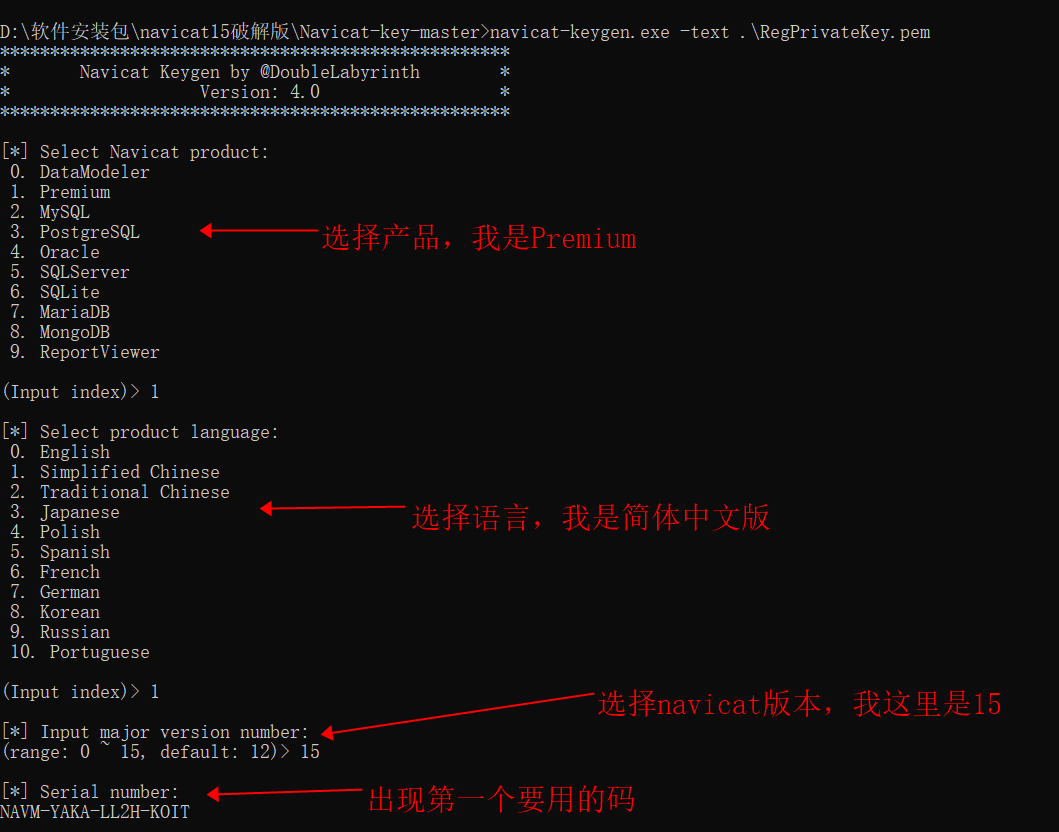 D:\软件安装包\navicat15破解版\Navicat-key-master>navicat-keygen.exe -text .\RegPrivateKey.pem
***************************************************
* Navicat Keygen by @DoubleLabyrinth *
* Version: 4.0 *
***************************************************
[*] Select Navicat product:
0. DataModeler
1. Premium
2. MySQL
3. PostgreSQL
选择产品，我是Premium
4. Oracle
5. SQLServer
6. SQLite
7. MariaDB
8. MongoDB
9. ReportViewer
(Input index)> 1
[*] Select product language:
0. English
1. Simplified Chinese
2. Traditional Chinese
3. Japanese
选择语言，我是简体中文版
4. Polish
5. Spanish
6. French
7. German
8. Korean
9. Russian
10. Portuguese
(Input index)> 1
选择navicat版本，我这里是15
[*] Input major version number:
(range: 0 ~ 15, default: 12)> 15
[*] Serial number:
出现第一个要用的码
NAVM-YAKA-LL2H-KOIT